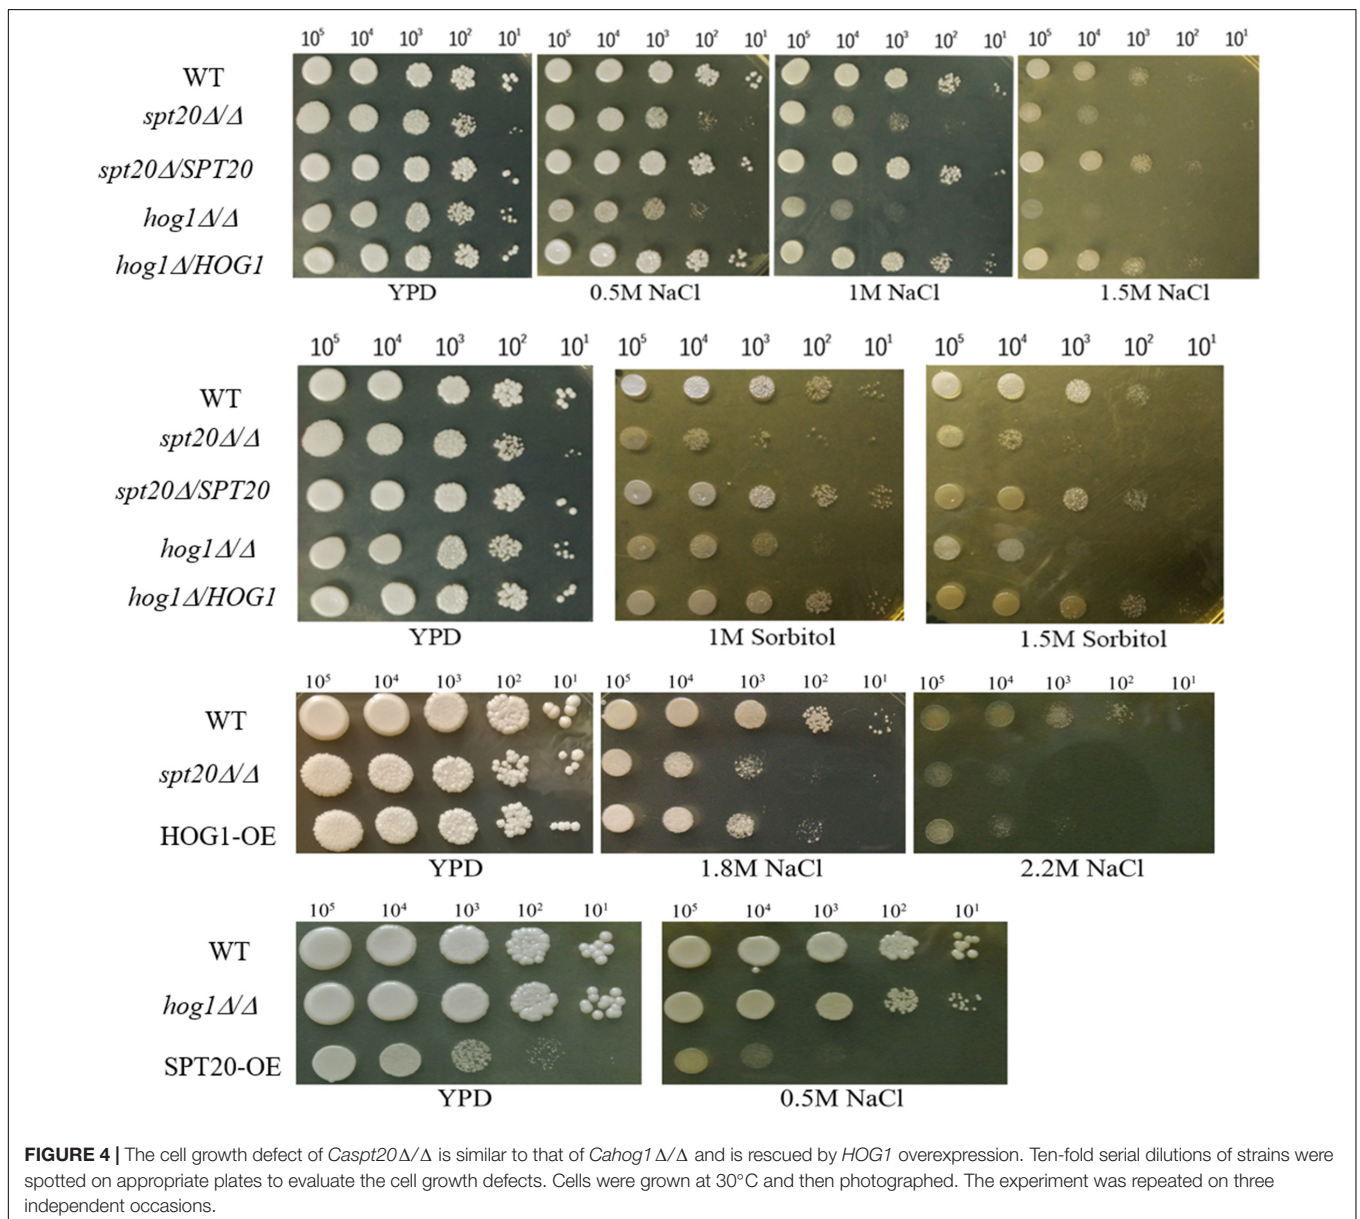 10⁵ 10⁴ 10³ 10² 10¹ 10⁵ 10⁴ 10³ 10² 10¹ 10⁵ 10⁴ 10³ 10² 10¹ 10⁵ 10⁴ 10³ 10² 10¹
WT
spt20Δ/Δ
spt20Δ/SPT20
hog1Δ/Δ
hog1Δ/HOG1
YPD 0.5M NaCl 1M NaCl 1.5M NaCl
10⁵ 10⁴ 10³ 10² 10¹ 10⁵ 10⁴ 10³ 10² 10¹ 10⁵ 10⁴ 10³ 10² 10¹
WT
spt20Δ/Δ
spt20Δ/SPT20
hog1Δ/Δ
hog1Δ/HOG1
YPD 1M Sorbitol 1.5M Sorbitol
10⁵ 10⁴ 10³ 10² 10¹ 10⁵ 10⁴ 10³ 10² 10¹ 10⁵ 10⁴ 10³ 10² 10¹
WT
spt20Δ/Δ
HOG1-OE
YPD 1.8M NaCl 2.2M NaCl
10⁵ 10⁴ 10³ 10² 10¹ 10⁵ 10⁴ 10³ 10² 10¹
WT
hog1Δ/Δ
SPT20-OE
YPD 0.5M NaCl
FIGURE 4 | The cell growth defect of Caspt20Δ/Δ is similar to that of Cahog1Δ/Δ and is rescued by HOG1 overexpression. Ten-fold serial dilutions of strains were
spotted on appropriate plates to evaluate the cell growth defects. Cells were grown at 30°C and then photographed. The experiment was repeated on three
independent occasions.